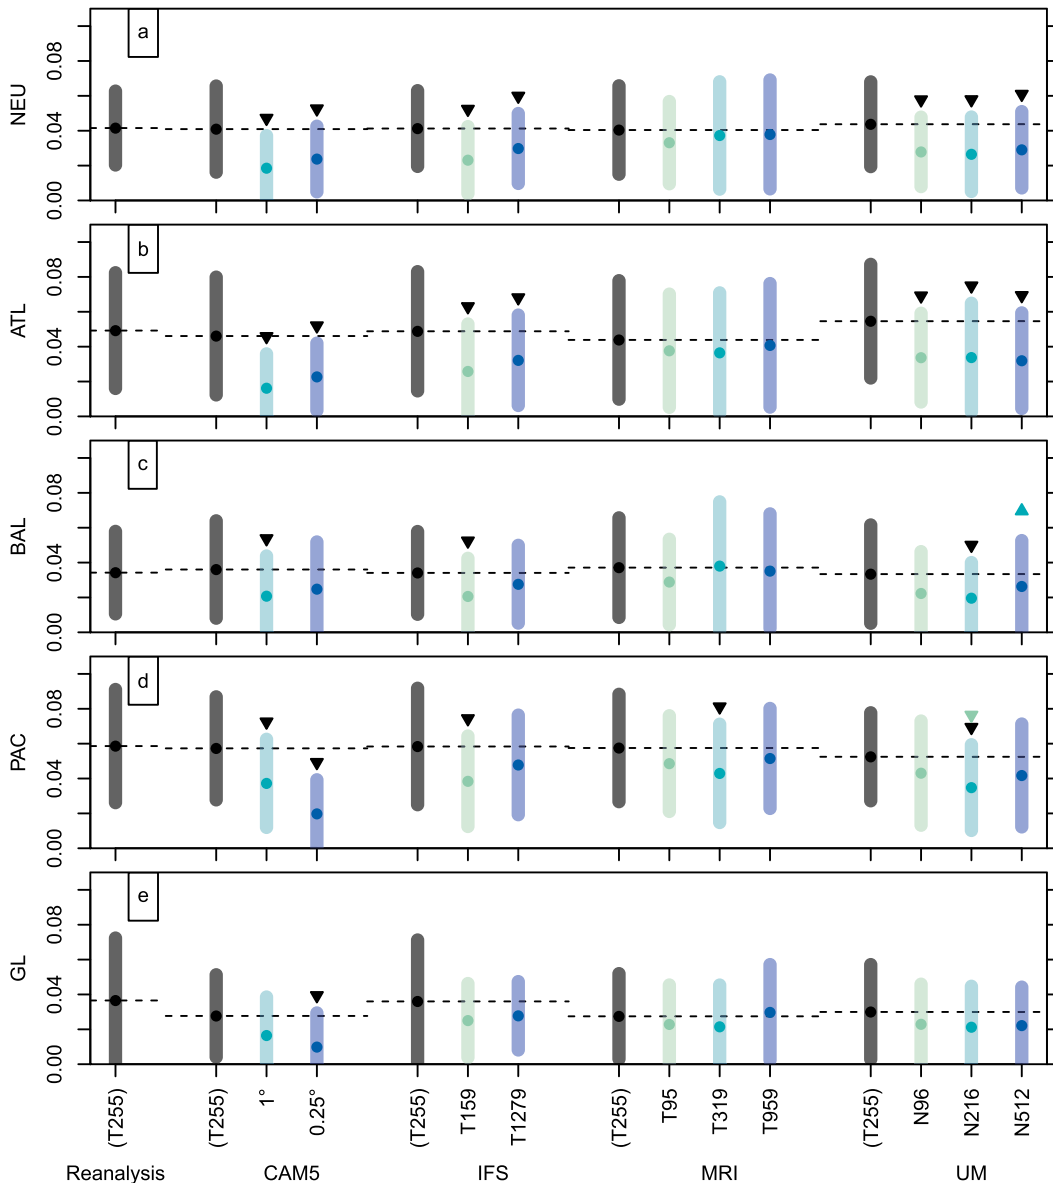 a
NEU
0.00 0.04 0.08
b
ATL
0.00 0.04 0.08
c
BAL
0.00 0.04 0.08
d
PAC
0.00 0.04 0.08
e
GL
0.00 0.04 0.08
(T255) (T255) 1° 0.25° (T255) T159 T1279 (T255) T95 T319 T959 (T255) N96 N216 N512
Reanalysis CAM5 IFS MRI UM